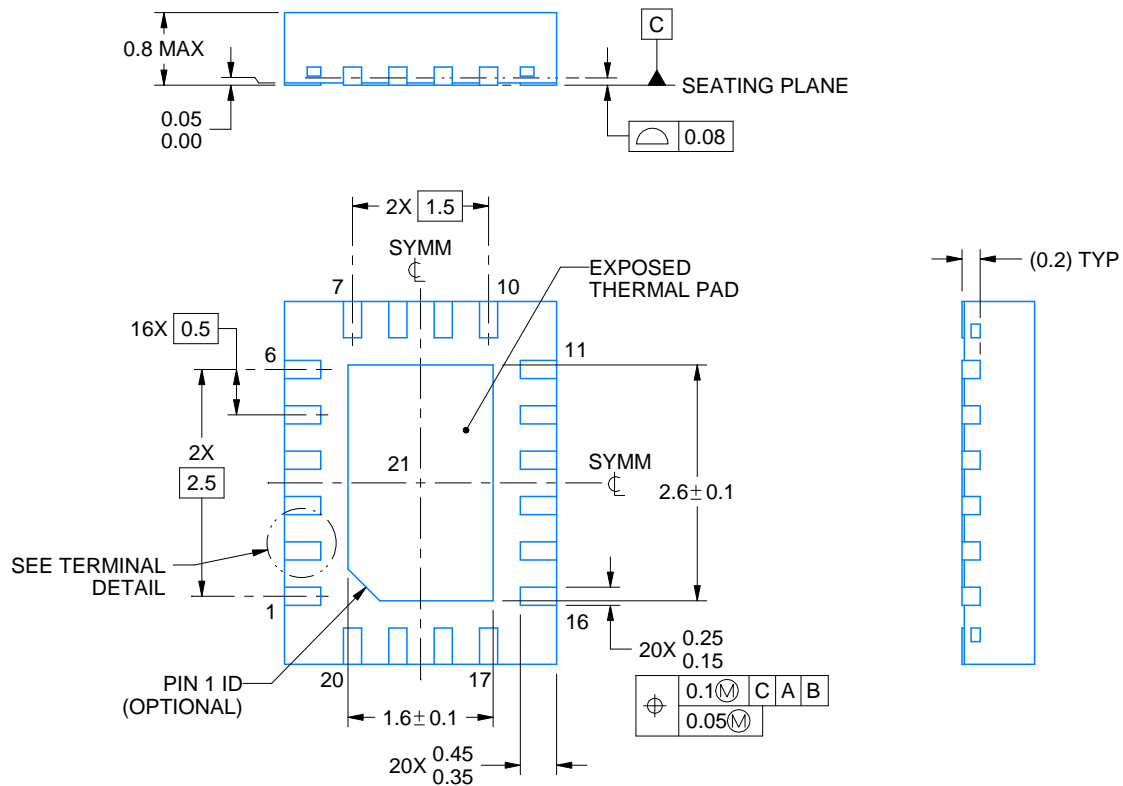 0.8 MAX
C
SEATING PLANE
0.05
0.00
0.08
2X 1.5
SYMM
EXPOSED
THERMAL PAD
(0.2) TYP
7
10
16X 0.5
6
11
2X
2.5
21
SYMM
2.6±0.1
SEE TERMINAL
DETAIL
1
16
20X 0.25
0.15
PIN 1 ID
(OPTIONAL)
20
17
0.1Ⓜ C A B
0.05Ⓜ
1.6±0.1
20X 0.45
0.35